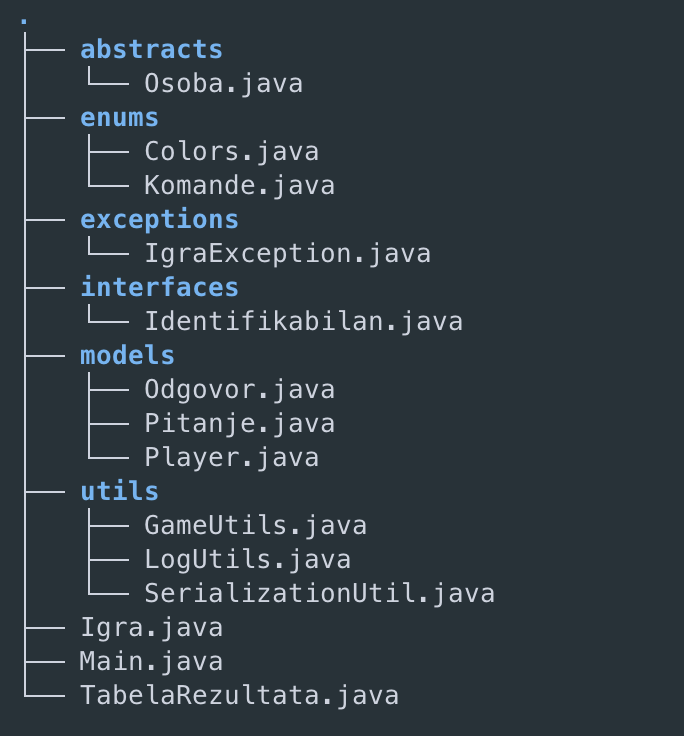 .
├── abstracts
│   └── Osoba.java
├── enums
│   ├── Colors.java
│   └── Komande.java
├── exceptions
│   └── IgraException.java
├── interfaces
│   └── Identifikabilan.java
├── models
│   ├── Odgovor.java
│   ├── Pitanje.java
│   └── Player.java
├── utils
│   ├── GameUtils.java
│   ├── LogUtils.java
│   └── SerializationUtil.java
├── Igra.java
├── Main.java
└── TabelaRezultata.java